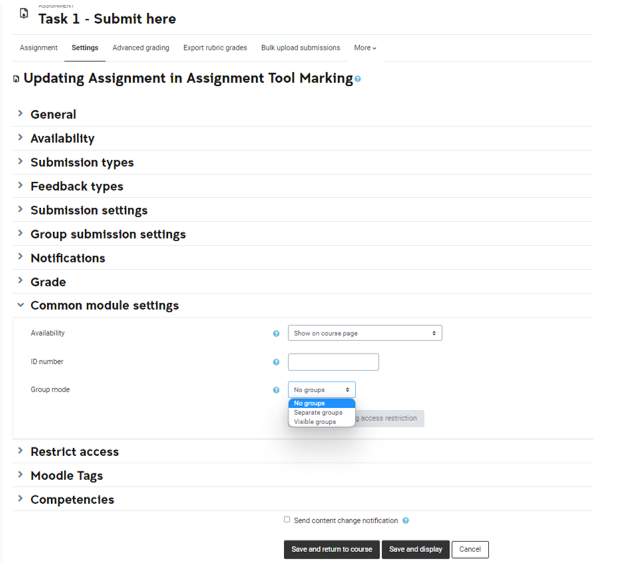 ASSIGNMENT
Task 1 - Submit here
Assignment Settings Advanced grading Export rubric grades Bulk upload submissions More
Updating Assignment in Assignment Tool Marking
General
Availability
Submission types
Feedback types
Submission settings
Group submission settings
Notifications
Grade
Common module settings
Availability Show on course page
ID number
Group mode No groups
No groups
Separate groups
g access restriction
Visible groups
Restrict access
Moodle Tags
Competencies
Send content change notification
Save and return to course Save and display Cancel